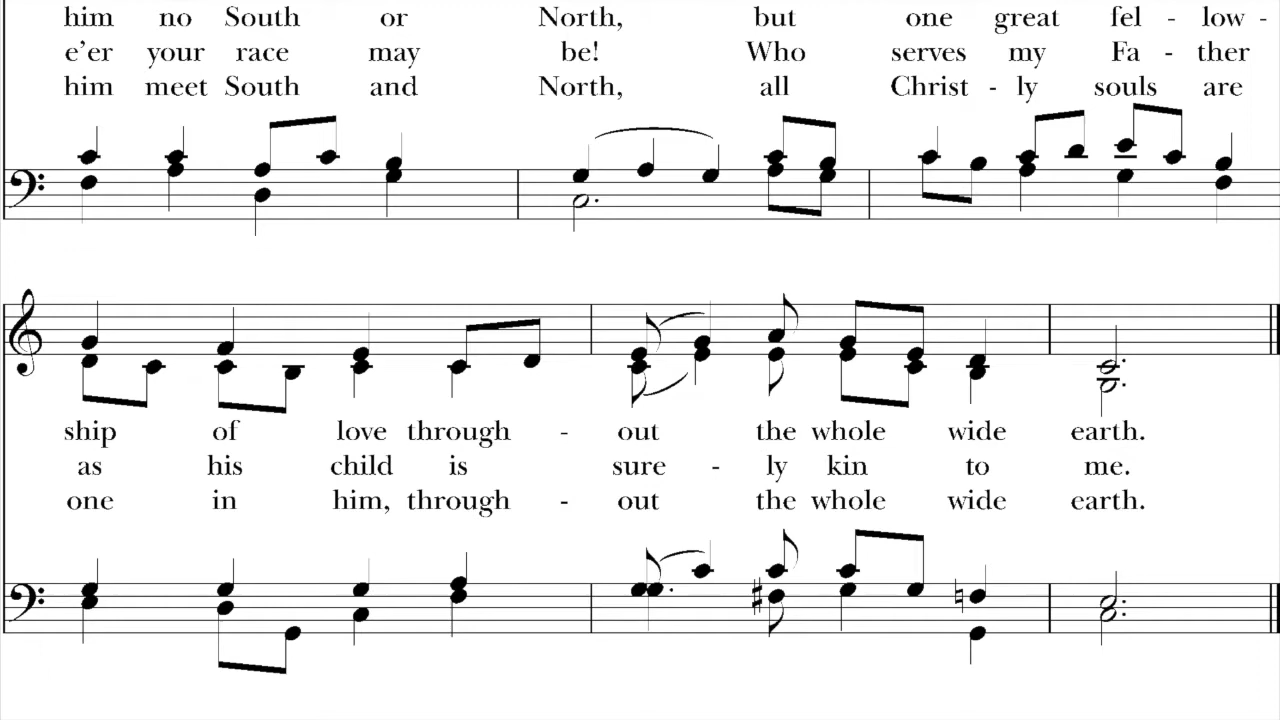 him no South or North, but one great fel - low -
e’er your race may be! Who serves my Fa - ther
him meet South and North, all Christ - ly souls are
ship of love through - out the whole wide earth.
as his child is sure - ly kin to me.
one in him, through - out the whole wide earth.